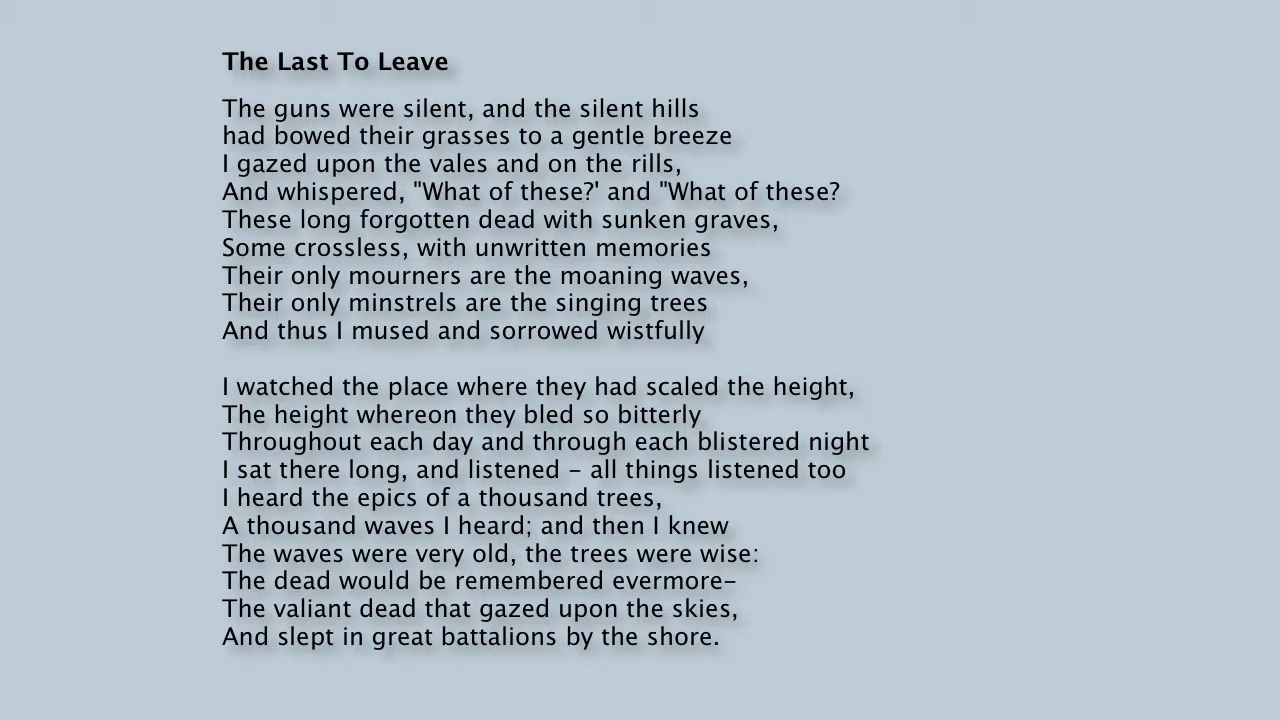 The Last To Leave
The guns were silent, and the silent hills
had bowed their grasses to a gentle breeze
I gazed upon the vales and on the rills,
And whispered, "What of these?' and "What of these?
These long forgotten dead with sunken graves,
Some crossless, with unwritten memories
Their only mourners are the moaning waves,
Their only minstrels are the singing trees
And thus I mused and sorrowed wistfully
I watched the place where they had scaled the height,
The height whereon they bled so bitterly
Throughout each day and through each blistered night
I sat there long, and listened – all things listened too
I heard the epics of a thousand trees,
A thousand waves I heard; and then I knew
The waves were very old, the trees were wise:
The dead would be remembered evermore–
The valiant dead that gazed upon the skies,
And slept in great battalions by the shore.